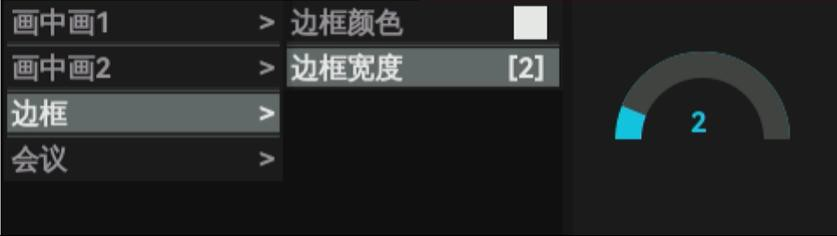 画中画1 >
画中画2 >
边框 >
会议 >
边框颜色
边框宽度 [2]
2